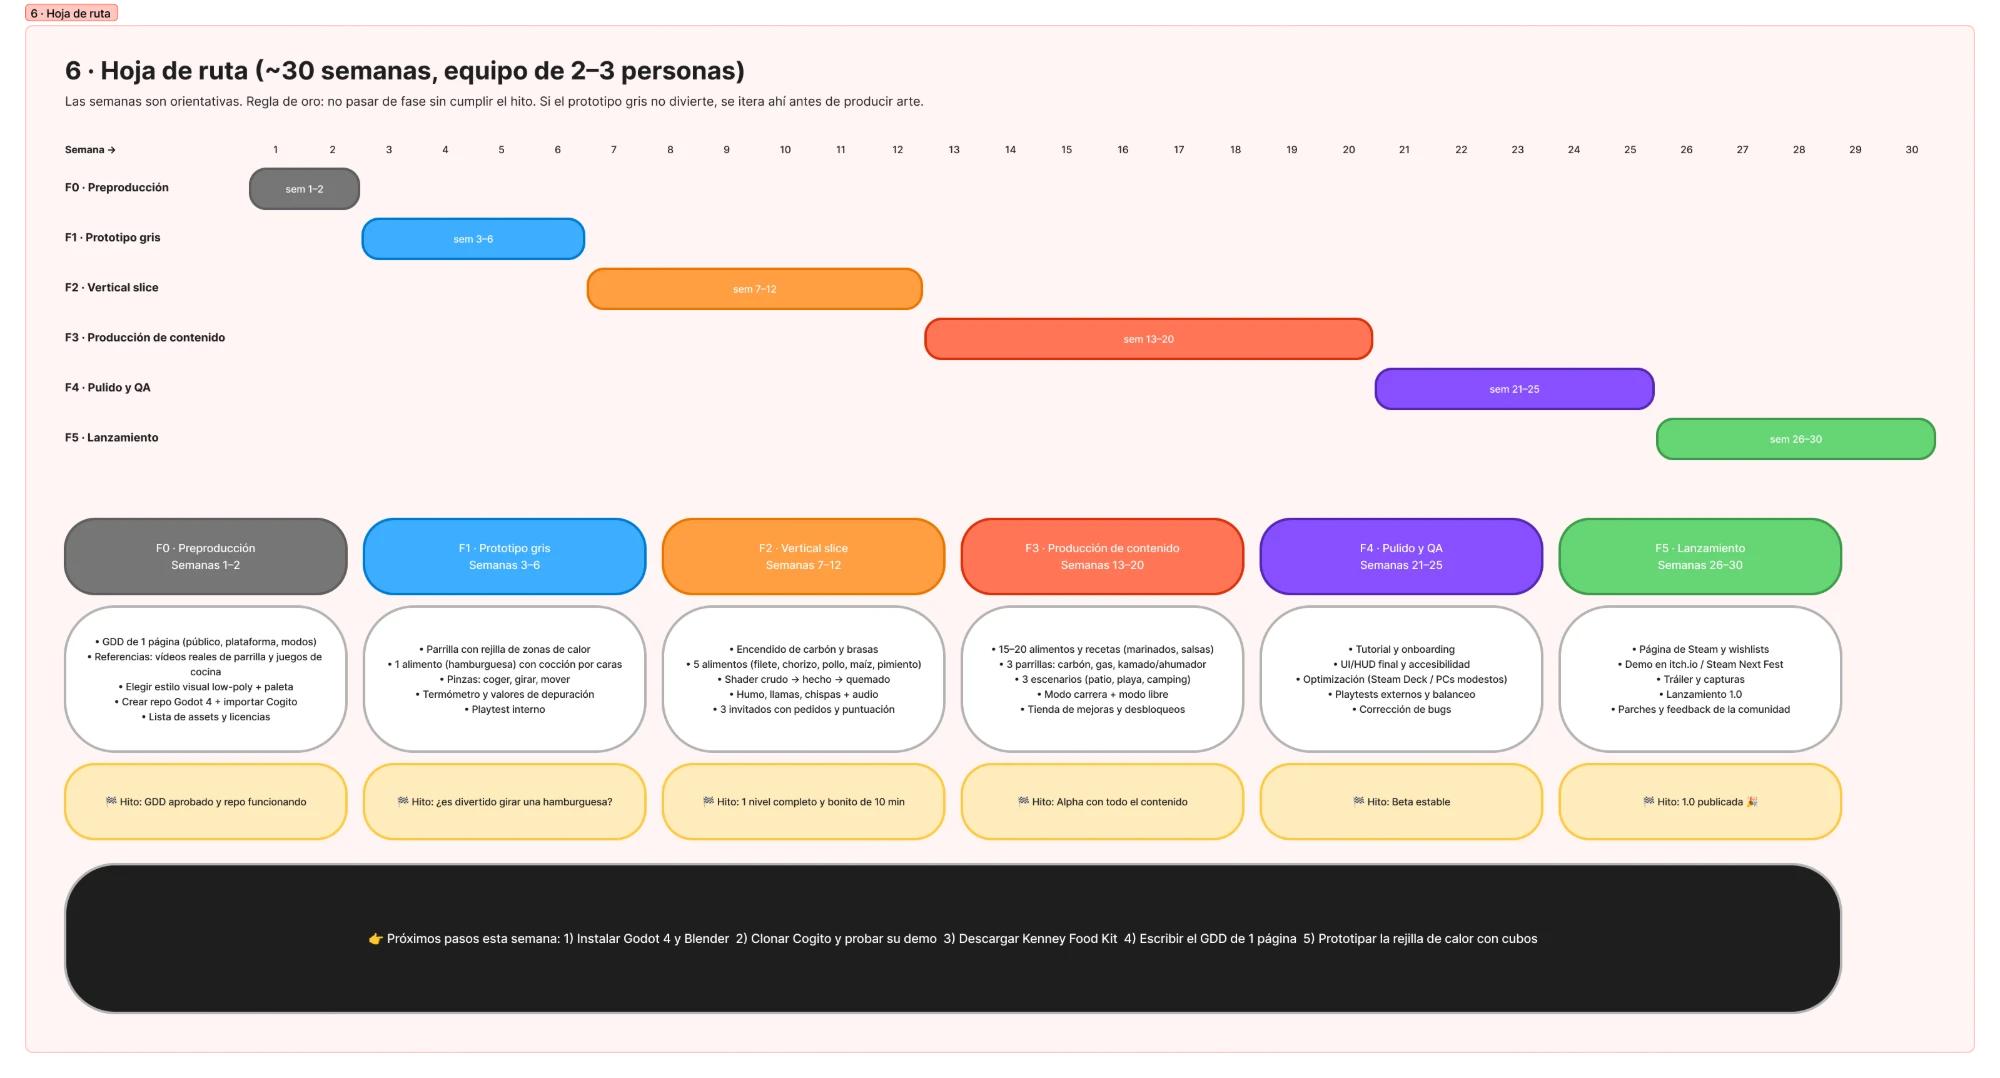 6 · Hoja de ruta
6 · Hoja de ruta (~30 semanas, equipo de 2–3 personas)
Las semanas son orientativas. Regla de oro: no pasar de fase sin cumplir el hito. Si el prototipo gris no divierte, se itera ahí antes de producir arte.
Semana → 1 2 3 4 5 6 7 8 9 10 11 12 13 14 15 16 17 18 19 20 21 22 23 24 25 26 27 28 29 30
F0 · Preproducción
sem 1–2
F1 · Prototipo gris
sem 3–6
F2 · Vertical slice
sem 7–12
F3 · Producción de contenido
sem 13–20
F4 · Pulido y QA
sem 21–25
F5 · Lanzamiento
sem 26–30
F0 · Preproducción
Semanas 1–2
• GDD de 1 página (público, plataforma, modos)
• Referencias: vídeos reales de parrilla y juegos de
cocina
• Elegir estilo visual low-poly + paleta
• Crear repo Godot 4 + importar Cogito
• Lista de assets y licencias
🏁 Hito: GDD aprobado y repo funcionando
F1 · Prototipo gris
Semanas 3–6
• Parrilla con rejilla de zonas de calor
• 1 alimento (hamburguesa) con cocción por caras
• Pinzas: coger, girar, mover
• Termómetro y valores de depuración
• Playtest interno
🏁 Hito: ¿es divertido girar una hamburguesa?
F2 · Vertical slice
Semanas 7–12
• Encendido de carbón y brasas
• 5 alimentos (filete, chorizo, pollo, maíz, pimiento)
• Shader crudo → hecho → quemado
• Humo, llamas, chispas + audio
• 3 invitados con pedidos y puntuación
🏁 Hito: 1 nivel completo y bonito de 10 min
F3 · Producción de contenido
Semanas 13–20
• 15–20 alimentos y recetas (marinados, salsas)
• 3 parrillas: carbón, gas, kamado/ahumador
• 3 escenarios (patio, playa, camping)
• Modo carrera + modo libre
• Tienda de mejoras y desbloqueos
🏁 Hito: Alpha con todo el contenido
F4 · Pulido y QA
Semanas 21–25
• Tutorial y onboarding
• UI/HUD final y accesibilidad
• Optimización (Steam Deck / PCs modestos)
• Playtests externos y balanceo
• Corrección de bugs
🏁 Hito: Beta estable
F5 · Lanzamiento
Semanas 26–30
• Página de Steam y wishlists
• Demo en itch.io / Steam Next Fest
• Tráiler y capturas
• Lanzamiento 1.0
• Parches y feedback de la comunidad
🏁 Hito: 1.0 publicada 🎉
👉 Próximos pasos esta semana: 1) Instalar Godot 4 y Blender 2) Clonar Cogito y probar su demo 3) Descargar Kenney Food Kit 4) Escribir el GDD de 1 página 5) Prototipar la rejilla de calor con cubos